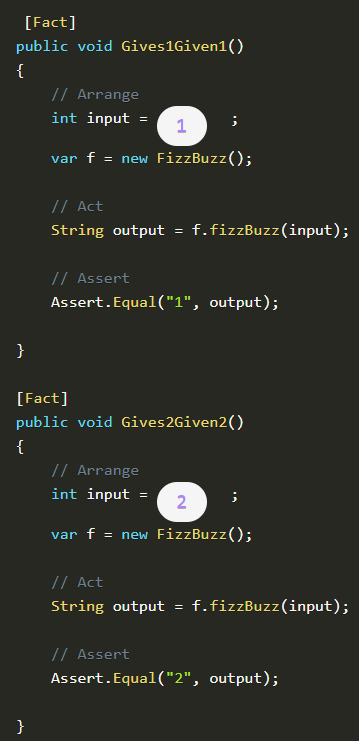 [Fact]
public void Gives1Given1()
{
// Arrange
int input = 1 ;
var f = new FizzBuzz();
// Act
String output = f.fizzBuzz(input);
// Assert
Assert.Equal("1", output);
}
[Fact]
public void Gives2Given2()
{
// Arrange
int input = 2 ;
var f = new FizzBuzz();
// Act
String output = f.fizzBuzz(input);
// Assert
Assert.Equal("2", output);
}